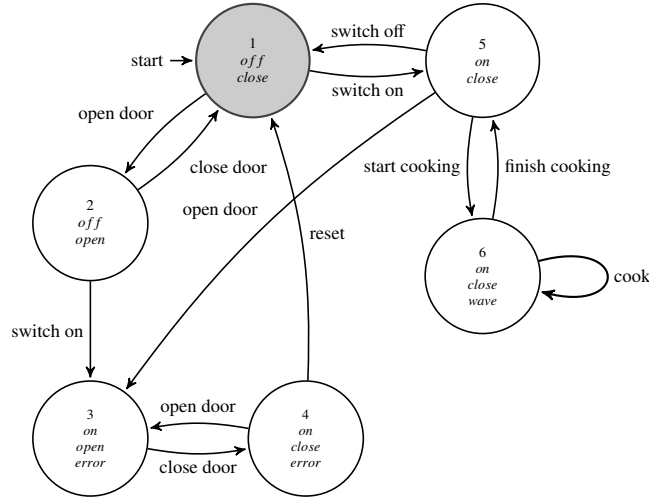 start
1
off
close
switch off
switch on
5
on
close
open door
close door
start cooking
finish cooking
2
off
open
open door
reset
6
on
close
wave
cook
switch on
3
on
open
error
open door
close door
4
on
close
error